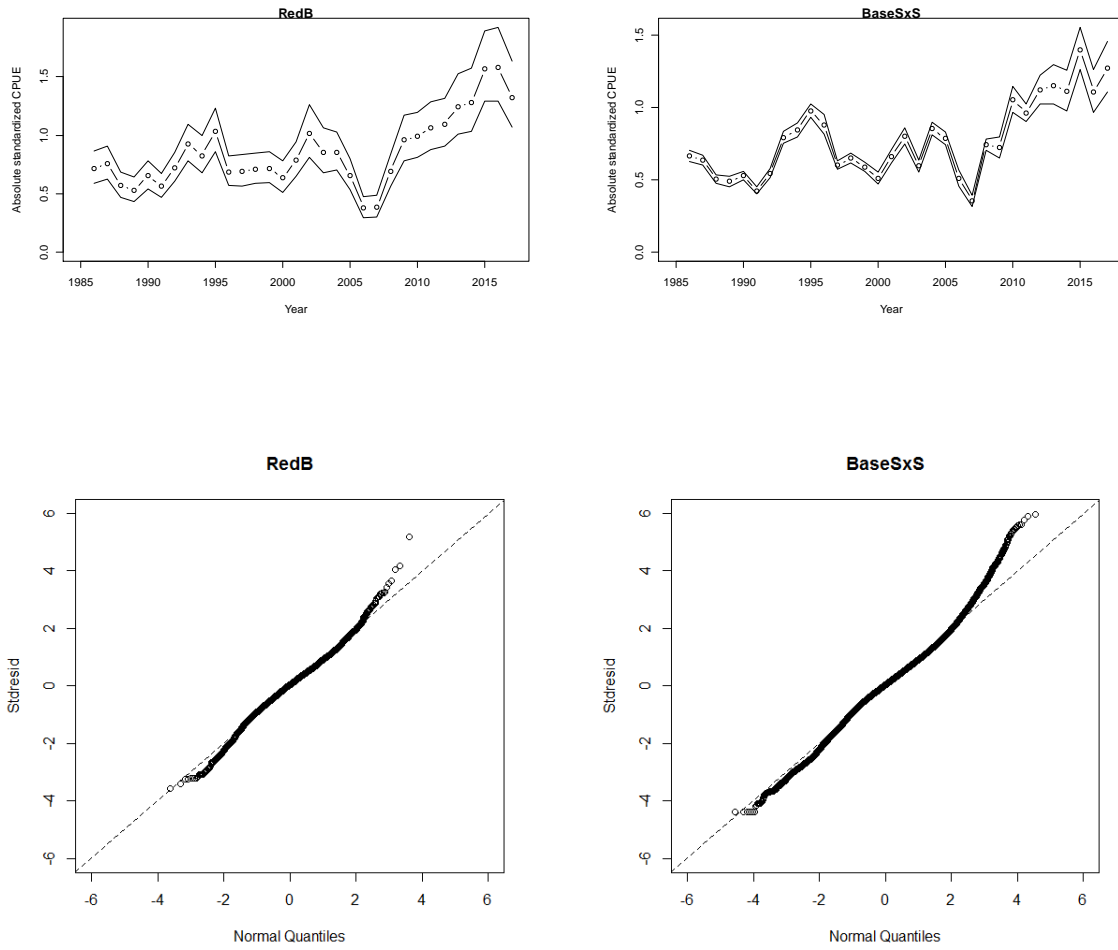 RedB
Absolute standardized CPUE
0.0 0.5 1.0 1.5
1985 1990 1995 2000 2005 2010 2015
Year
BaseSxS
Absolute standardized CPUE
0.0 0.5 1.0 1.5
1985 1990 1995 2000 2005 2010 2015
Year
RedB
Stdresid
-6 -4 -2 0 2 4 6
-6 -4 -2 0 2 4 6
Normal Quantiles
BaseSxS
Stdresid
-6 -4 -2 0 2 4 6
-6 -4 -2 0 2 4 6
Normal Quantiles